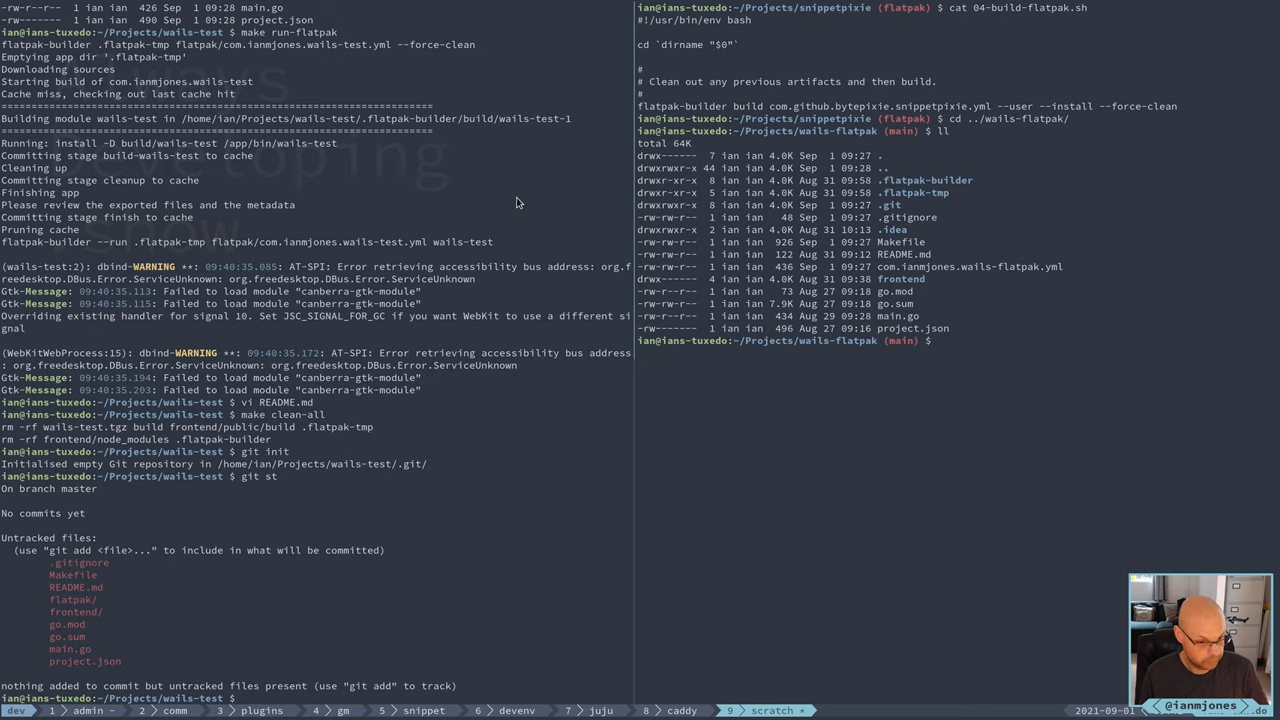 -rw-r--r-- 1 ian ian  426 Sep  1 09:28 main.go
-rw------- 1 ian ian  490 Sep  1 09:28 project.json
ian@ians-tuxedo:~/Projects/wails-test $ make run-flatpak
flatpak-builder .flatpak-tmp flatpak/com.ianmjones.wails-test.yml --force-clean
Emptying app dir '.flatpak-tmp'
Downloading sources
Starting build of com.ianmjones.wails-test
Cache miss, checking out last cache hit
========================================================================
Building module wails-test in /home/ian/Projects/wails-test/.flatpak-builder/build/wails-test-1
========================================================================
Running: install -D build/wails-test /app/bin/wails-test
Committing stage build-wails-test to cache
Cleaning up
Committing stage cleanup to cache
Finishing app
Please review the exported files and the metadata
Committing stage finish to cache
Pruning cache
flatpak-builder --run .flatpak-tmp flatpak/com.ianmjones.wails-test.yml wails-test
(wails-test:2): dbind-WARNING **: 09:40:35.085: AT-SPI: Error retrieving accessibility bus address: org.f
reedesktop.DBus.Error.ServiceUnknown: org.freedesktop.DBus.Error.ServiceUnknown
Gtk-Message: 09:40:35.113: Failed to load module "canberra-gtk-module"
Gtk-Message: 09:40:35.115: Failed to load module "canberra-gtk-module"
Overriding existing handler for signal 10. Set JSC_SIGNAL_FOR_GC if you want WebKit to use a different si
gnal
(WebKitWebProcess:15): dbind-WARNING **: 09:40:35.172: AT-SPI: Error retrieving accessibility bus address
: org.freedesktop.DBus.Error.ServiceUnknown: org.freedesktop.DBus.Error.ServiceUnknown
Gtk-Message: 09:40:35.194: Failed to load module "canberra-gtk-module"
Gtk-Message: 09:40:35.203: Failed to load module "canberra-gtk-module"
ian@ians-tuxedo:~/Projects/wails-test $ vi README.md
ian@ians-tuxedo:~/Projects/wails-test $ make clean-all
rm -rf wails-test.tgz build frontend/public/build .flatpak-tmp
rm -rf frontend/node_modules .flatpak-builder
ian@ians-tuxedo:~/Projects/wails-test $ git init
Initialised empty Git repository in /home/ian/Projects/wails-test/.git/
ian@ians-tuxedo:~/Projects/wails-test $ git st
On branch master
No commits yet
Untracked files:
(use "git add <file>..." to include in what will be committed)
.gitignore
Makefile
README.md
flatpak/
frontend/
go.mod
go.sum
main.go
project.json
nothing added to commit but untracked files present (use "git add" to track)
ian@ians-tuxedo:~/Projects/wails-test $
ian@ians-tuxedo:~/Projects/snippetpixie (flatpak) $ cat 04-build-flatpak.sh
#!/usr/bin/env bash
cd `dirname "$0"`
#
# Clean out any previous artifacts and then build.
#
flatpak-builder build com.github.bytepixie.snippetpixie.yml --user --install --force-clean
ian@ians-tuxedo:~/Projects/snippetpixie (flatpak) $ cd ../wails-flatpak/
ian@ians-tuxedo:~/Projects/wails-flatpak (main) $ ll
total 64K
drwx------  7 ian ian 4.0K Sep  1 09:27 .
drwxrwxr-x 44 ian ian 4.0K Sep  1 09:28 ..
drwxr-xr-x  8 ian ian 4.0K Aug 31 09:58 .flatpak-builder
drwxr-xr-x  5 ian ian 4.0K Aug 31 09:58 .flatpak-tmp
drwxr-xr-x  8 ian ian 4.0K Sep  1 09:27 .git
-rw-rw-r--  1 ian ian   48 Sep  1 09:27 .gitignore
drwxr-xr-x  2 ian ian 4.0K Aug 31 10:13 .idea
-rw-rw-r--  1 ian ian  926 Sep  1 09:27 Makefile
-rw-rw-r--  1 ian ian  122 Aug 31 09:12 README.md
-rw-rw-r--  1 ian ian  436 Sep  1 09:27 com.ianmjones.wails-flatpak.yml
drwx------  4 ian ian 4.0K Aug 31 09:38 frontend
-rw-rw-r--  1 ian ian   73 Aug 27 09:18 go.mod
-rw-rw-r--  1 ian ian 7.9K Aug 27 09:18 go.sum
-rw-r--r--  1 ian ian  434 Aug 29 09:28 main.go
-rw-------  1 ian ian  496 Aug 27 09:16 project.json
ian@ians-tuxedo:~/Projects/wails-flatpak (main) $
Developing
show
dev 1 > admin - 2 > comm 3 > plugins 4 > gm 5 > snippet 6 > devenv 7 > juju 8 > caddy 9 > scratch * 2021-09-01
<@ianmjones>